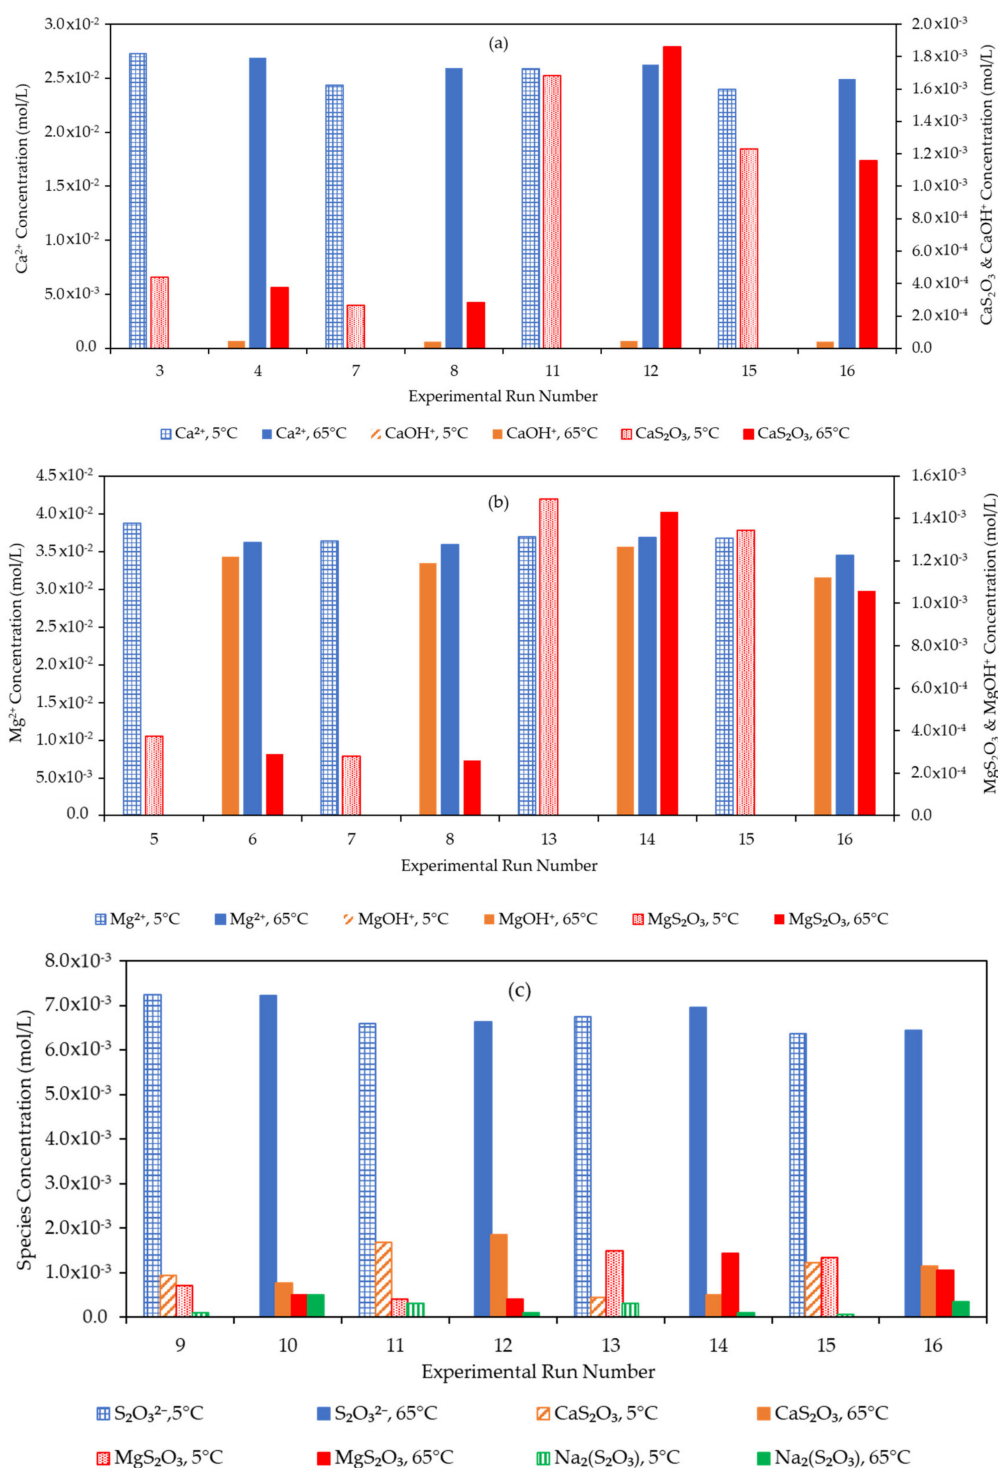 (a)
Ca²⁺ Concentration (mol/L)
3.0x10⁻²
2.5x10⁻²
2.0x10⁻²
1.5x10⁻²
1.0x10⁻²
5.0x10⁻³
0.0
2.0x10⁻³
1.8x10⁻³
1.6x10⁻³
1.4x10⁻³
1.2x10⁻³
1.0x10⁻³
8.0x10⁻⁴
6.0x10⁻⁴
4.0x10⁻⁴
2.0x10⁻⁴
0.0
CaS₂O₃ & CaOH⁺ Concentration (mol/L)
3 4 7 8 11 12 15 16
Experimental Run Number
Ca²⁺, 5°C Ca²⁺, 65°C CaOH⁺, 5°C CaOH⁺, 65°C CaS₂O₃, 5°C CaS₂O₃, 65°C
(b)
Mg²⁺ Concentration (mol/L)
4.5x10⁻²
4.0x10⁻²
3.5x10⁻²
3.0x10⁻²
2.5x10⁻²
2.0x10⁻²
1.5x10⁻²
1.0x10⁻²
5.0x10⁻³
0.0
1.6x10⁻³
1.4x10⁻³
1.2x10⁻³
1.0x10⁻³
8.0x10⁻⁴
6.0x10⁻⁴
4.0x10⁻⁴
2.0x10⁻⁴
0.0
MgS₂O₃ & MgOH⁺ Concentration (mol/L)
5 6 7 8 13 14 15 16
Experimental Run Number
Mg²⁺, 5°C Mg²⁺, 65°C MgOH⁺, 5°C MgOH⁺, 65°C MgS₂O₃, 5°C MgS₂O₃, 65°C
(c)
Species Concentration (mol/L)
8.0x10⁻³
7.0x10⁻³
6.0x10⁻³
5.0x10⁻³
4.0x10⁻³
3.0x10⁻³
2.0x10⁻³
1.0x10⁻³
0.0
9 10 11 12 13 14 15 16
Experimental Run Number
S₂O₃²⁻,5°C S₂O₃²⁻, 65°C CaS₂O₃, 5°C CaS₂O₃, 65°C
MgS₂O₃, 5°C MgS₂O₃, 65°C Na₂(S₂O₃), 5°C Na₂(S₂O₃), 65°C